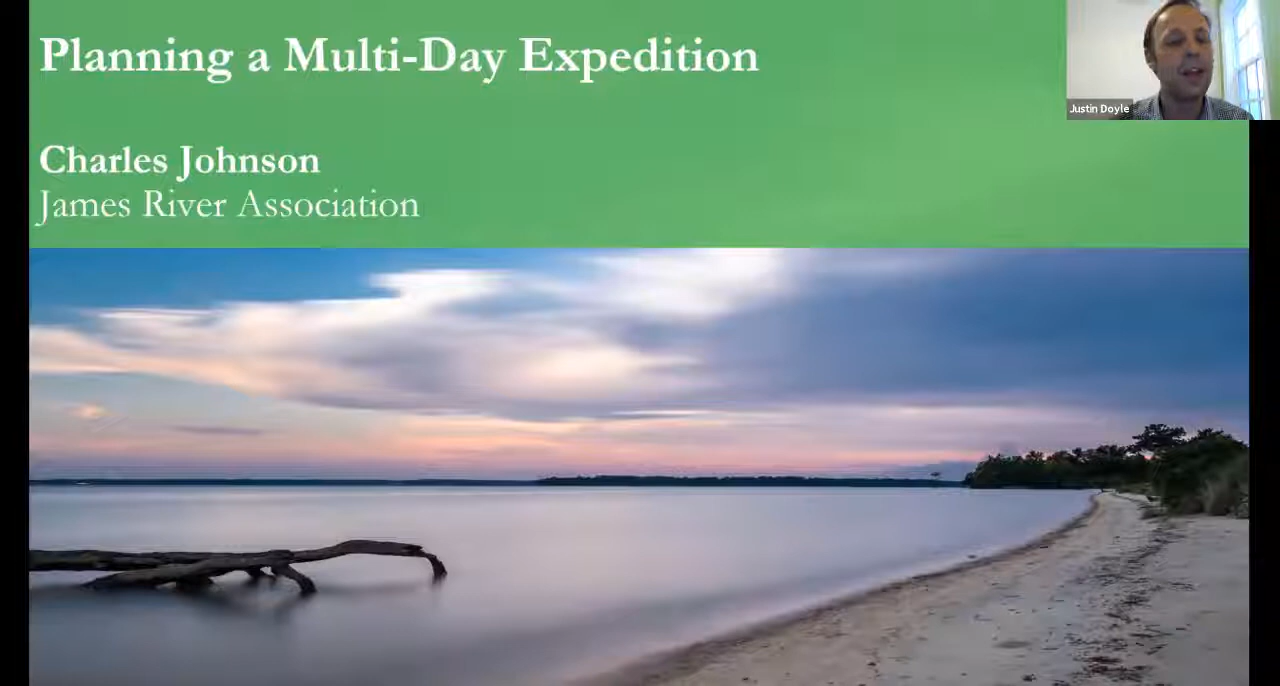 Planning a Multi-Day Expedition
Charles Johnson
James River Association
Justin Doyle